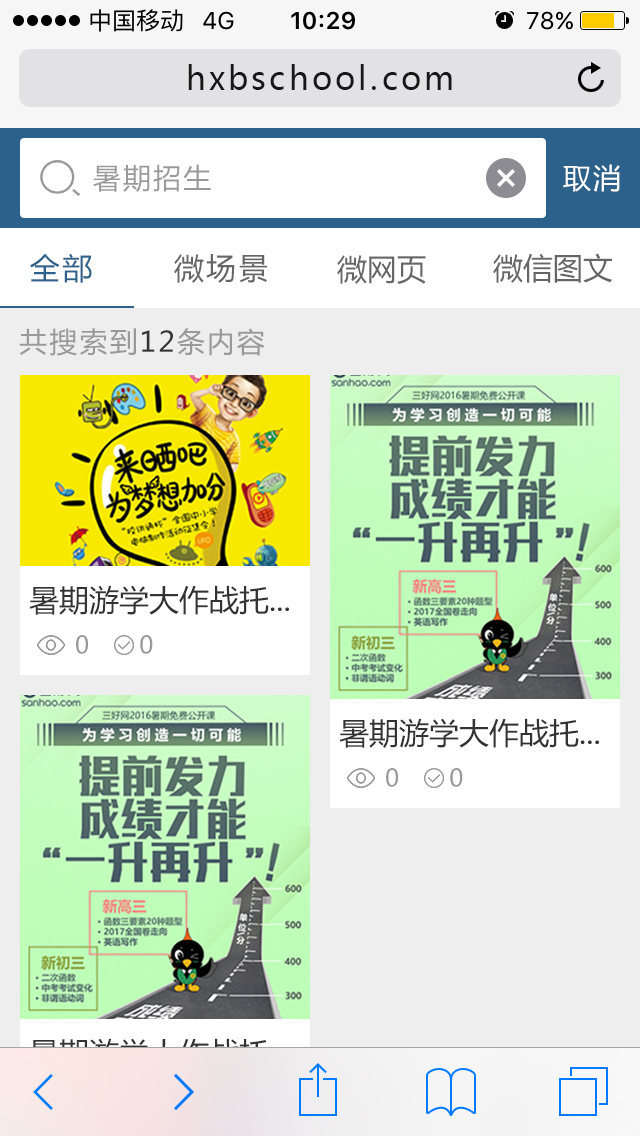 中国移动 4G 10:29 78%
hxbschool.com
暑期招生 取消
全部 微场景 微网页 微信图文
共搜索到12条内容
来晒吧
为梦想加分
全国中小学
电脑制作活动征集令！
UFO
暑期游学大作战托...
0 0
sanhao.com
三好网2016暑期免费公开课
为学习创造一切可能
提前发力
成绩才能
“一升再升”!
600
新高三
函数三要素20种题型
2017全国卷走向
英语写作
单位/分
500
新初三
二次函数
中考考试变化
非谓语动词
400
300
成绩
暑期游学大作战托...
0 0
sanhao.com
三好网2016暑期免费公开课
为学习创造一切可能
提前发力
成绩才能
“一升再升”!
600
新高三
函数三要素20种题型
2017全国卷走向
英语写作
单位/分
500
新初三
二次函数
中考考试变化
非谓语动词
400
300
暑期游学大作战托...